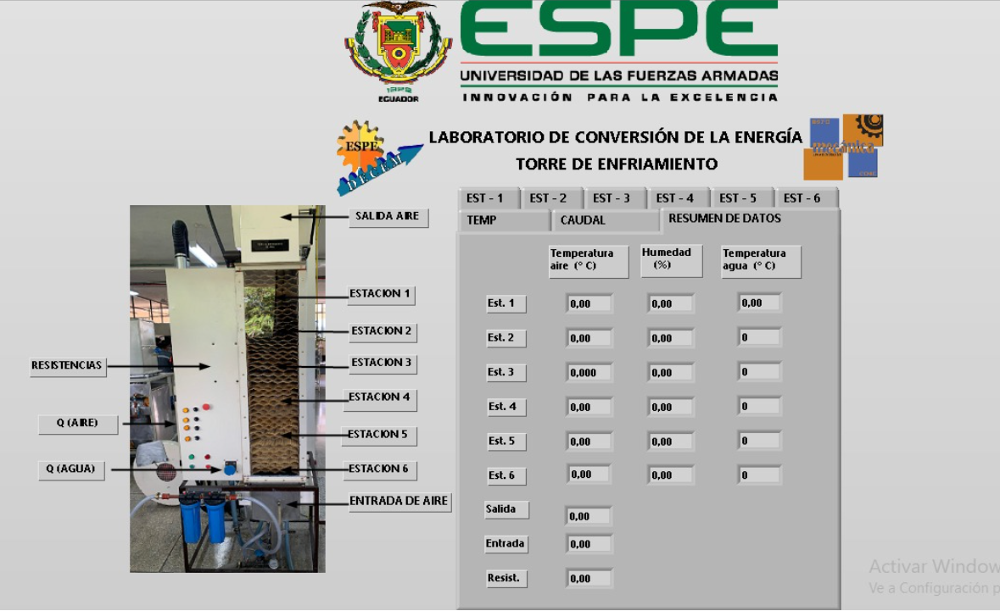 ESPE
UNIVERSIDAD DE LAS FUERZAS ARMADAS
INNOVACIÓN PARA LA EXCELENCIA
ESPE
ECUADOR
ESPE
DECEM
LABORATORIO DE CONVERSIÓN DE LA ENERGÍA
TORRE DE ENFRIAMIENTO
mecánica
EST - 1 EST - 2 EST - 3 EST - 4 EST - 5 EST - 6
TEMP CAUDAL RESUMEN DE DATOS
SALIDA AIRE
ESTACION 1
ESTACION 2
ESTACION 3
ESTACION 4
ESTACION 5
ESTACION 6
ENTRADA DE AIRE
RESISTENCIAS
Q (AIRE)
Q (AGUA)
Temperatura
aire (° C)
Humedad
(%)
Temperatura
agua (° C)
Est. 1 0,00 0,00 0,00
Est. 2 0,00 0,00 0
Est. 3 0,000 0,00 0
Est. 4 0,00 0,00 0
Est. 5 0,00 0,00 0
Est. 6 0,00 0,00 0
Salida 0,00
Entrada 0,00
Resist. 0,00
Activar Window
Ve a Configuración p